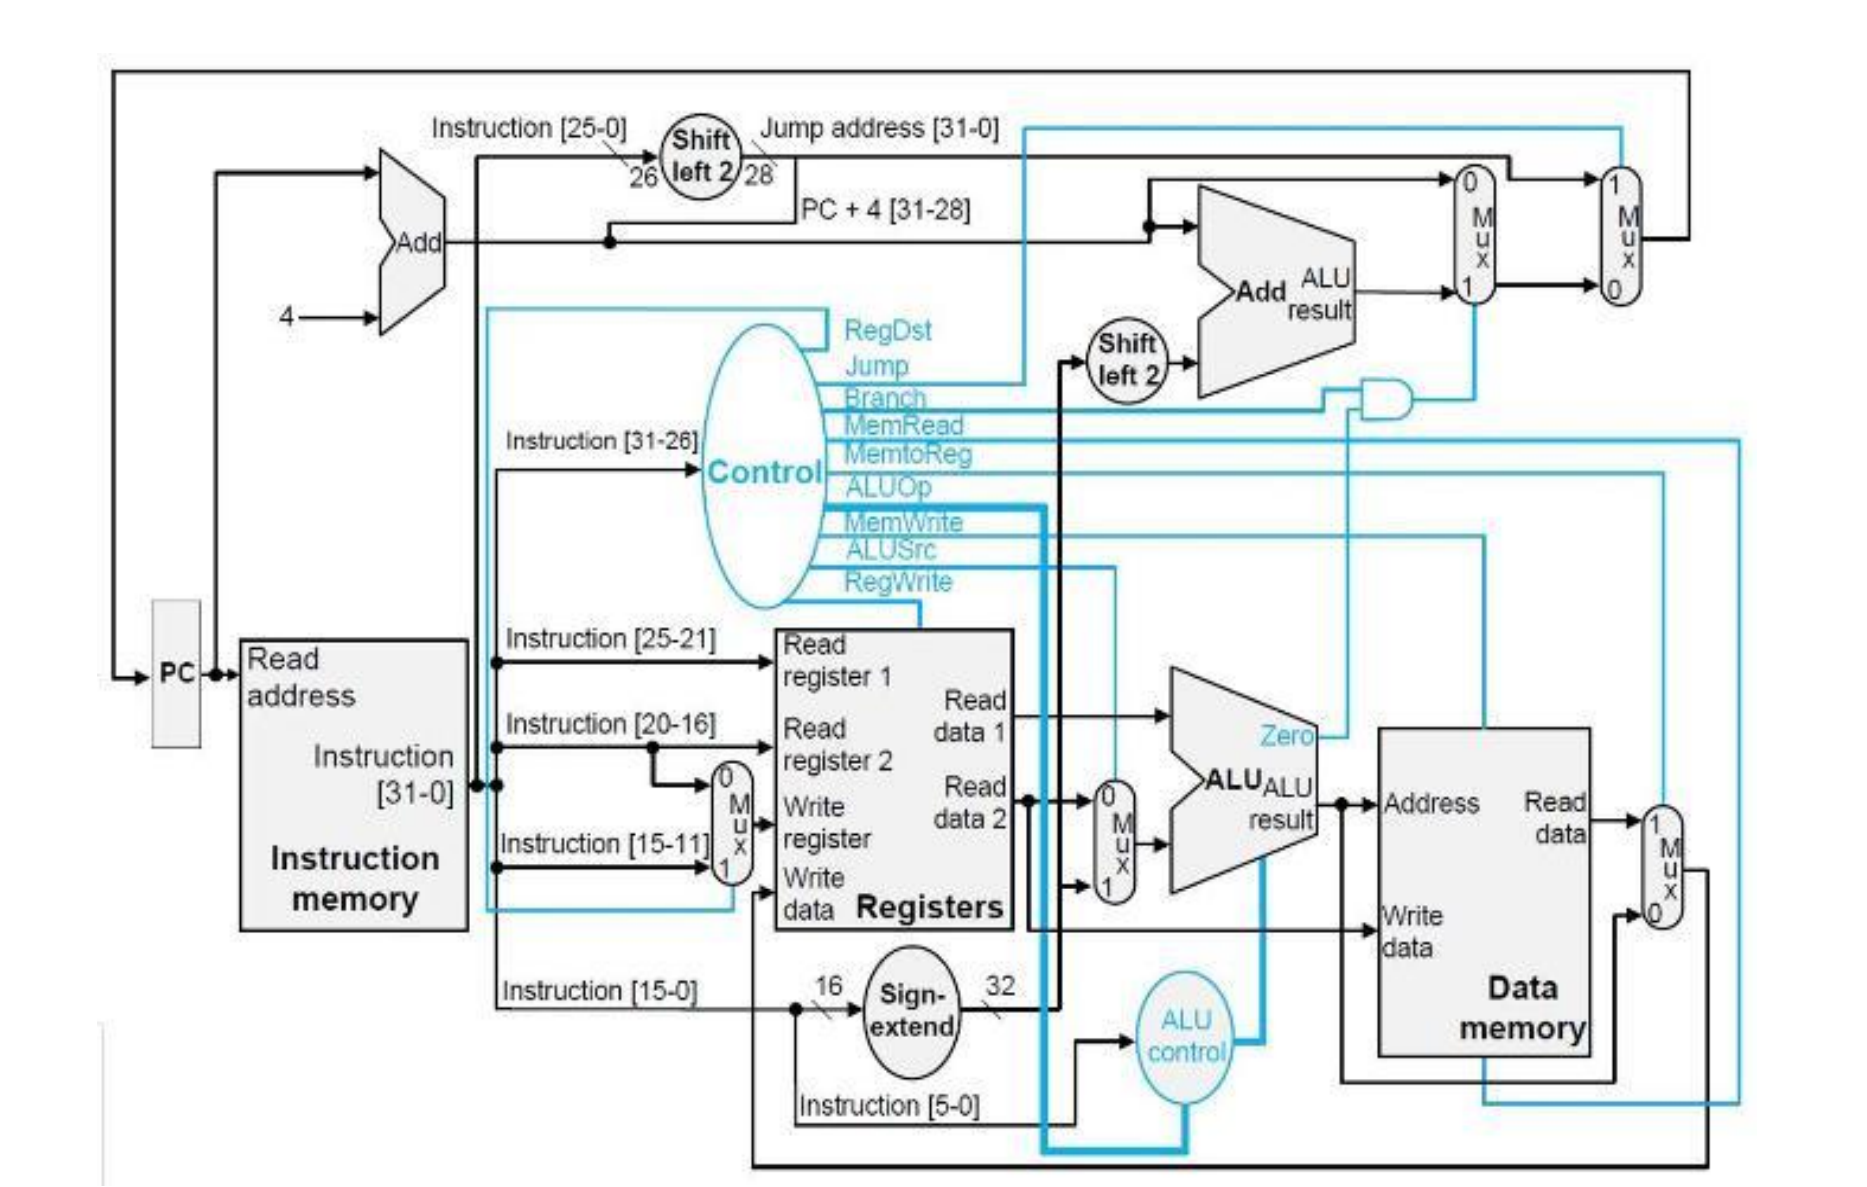 Instruction [25-0]
26
Shift
left 2
28
Jump address [31-0]
PC + 4 [31-28]
Add
4
0
M
u
x
1
1
M
u
x
0
Add
ALU
result
Shift
left 2
RegDst
Jump
Branch
MemRead
MemtoReg
ALUOp
MemWrite
ALUSrc
RegWrite
Instruction [31-26]
Control
PC
Read
address
Instruction
[31-0]
Instruction
memory
Instruction [25-21]
Instruction [20-16]
Instruction [15-11]
0
M
u
x
1
Read
register 1
Read
register 2
Write
register
Write
data
Read
data 1
Read
data 2
Registers
0
M
u
x
1
Zero
ALU
ALU
result
Address
Read
data
Write
data
Data
memory
1
M
u
x
0
Instruction [15-0]
16
Sign-
extend
32
ALU
control
Instruction [5-0]